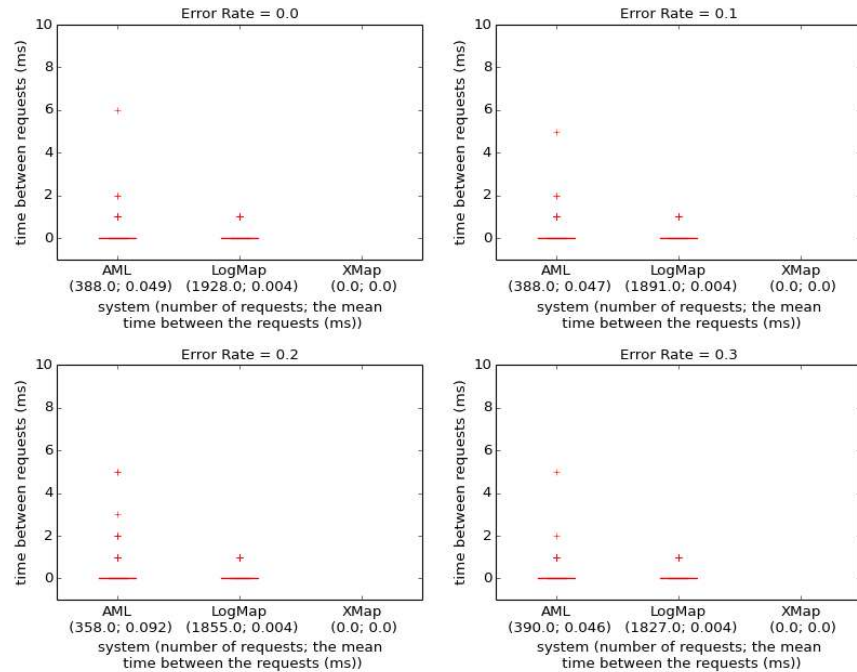 Error Rate = 0.0
10
8
6
4
2
0
time between requests (ms)
AML LogMap XMap
(388.0; 0.049) (1928.0; 0.004) (0.0; 0.0)
system (number of requests; the mean
time between the requests (ms))
Error Rate = 0.1
10
8
6
4
2
0
time between requests (ms)
AML LogMap XMap
(388.0; 0.047) (1891.0; 0.004) (0.0; 0.0)
system (number of requests; the mean
time between the requests (ms))
Error Rate = 0.2
10
8
6
4
2
0
time between requests (ms)
AML LogMap XMap
(358.0; 0.092) (1855.0; 0.004) (0.0; 0.0)
system (number of requests; the mean
time between the requests (ms))
Error Rate = 0.3
10
8
6
4
2
0
time between requests (ms)
AML LogMap XMap
(390.0; 0.046) (1827.0; 0.004) (0.0; 0.0)
system (number of requests; the mean
time between the requests (ms))